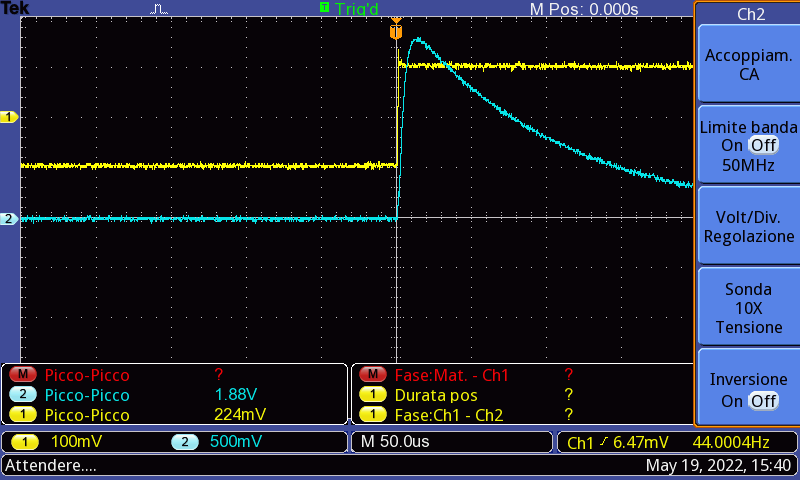 Tek
T Trig'd
M Pos: 0.000s
T
1
2
Ch2
Accoppiam.
CA
Limite banda
On Off
50MHz
Volt/Div.
Regolazione
Sonda
10X
Tensione
Inversione
On Off
M Picco-Picco ?
2 Picco-Picco 1.88V
1 Picco-Picco 224mV
M Fase:Mat. - Ch1 ?
1 Durata pos ?
1 Fase:Ch1 - Ch2 ?
1 100mV 2 500mV
M 50.0us
Ch1 6.47mV 44.0004Hz
Attendere.... May 19, 2022, 15:40